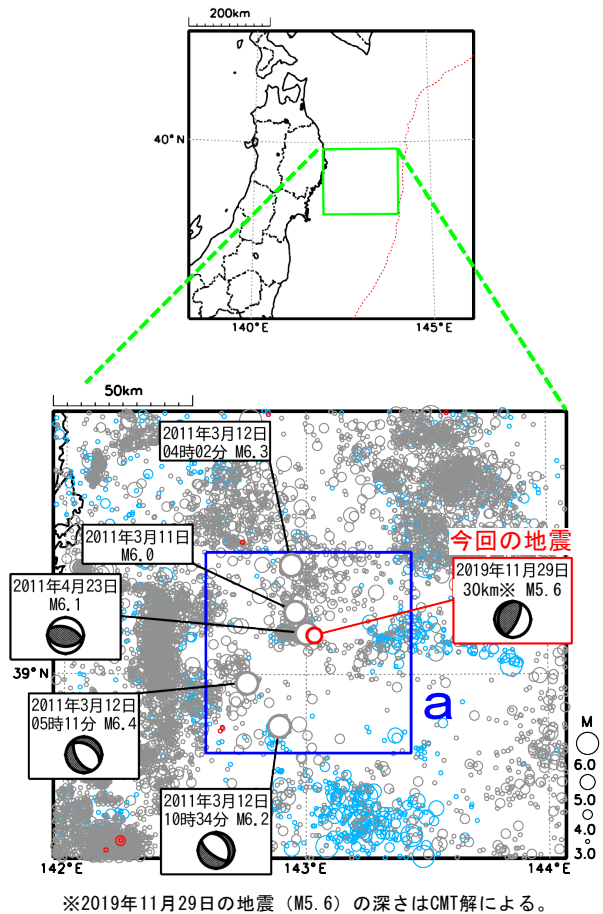 200km
40°N
140°E
145°E
50km
2011年3月12日
04時02分 M6.3
2011年3月11日
M6.0
今回の地震
2019年11月29日
30km※ M5.6
2011年4月23日
M6.1
39°N
a
2011年3月12日
05時11分 M6.4
M
6.0
5.0
4.0
3.0
2011年3月12日
10時34分 M6.2
142°E
143°E
144°E
※2019年11月29日の地震（M5.6）の深さはCMT解による。